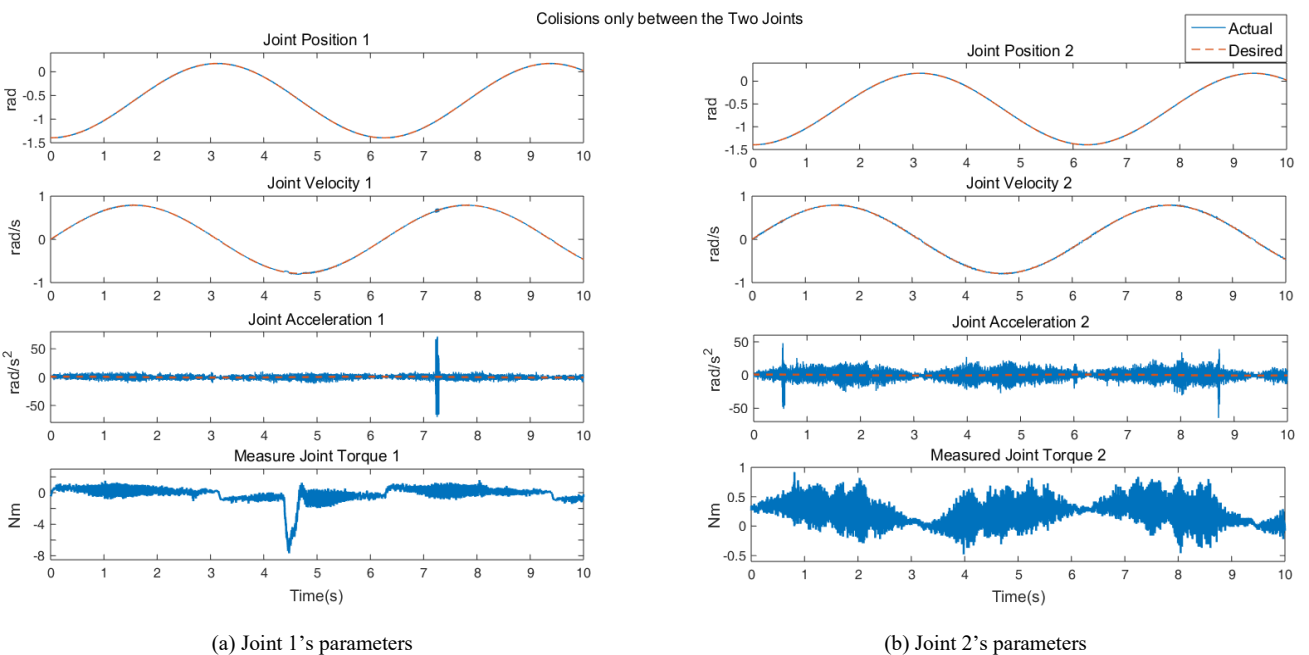 Colisions only between the Two Joints
Actual
Desired
Joint Position 1
rad
0
-0.5
-1
-1.5
0 1 2 3 4 5 6 7 8 9 10
Joint Velocity 1
rad/s
1
0
-1
0 1 2 3 4 5 6 7 8 9 10
Joint Acceleration 1
rad/s²
50
0
-50
0 1 2 3 4 5 6 7 8 9 10
Measure Joint Torque 1
Nm
0
-4
-8
0 1 2 3 4 5 6 7 8 9 10
Time(s)
(a) Joint 1’s parameters
Joint Position 2
rad
0
-0.5
-1
-1.5
0 1 2 3 4 5 6 7 8 9 10
Joint Velocity 2
rad/s
1
0
-1
0 1 2 3 4 5 6 7 8 9 10
Joint Acceleration 2
rad/s²
50
0
-50
0 1 2 3 4 5 6 7 8 9 10
Measured Joint Torque 2
Nm
1
0.5
0
-0.5
0 1 2 3 4 5 6 7 8 9 10
Time(s)
(b) Joint 2’s parameters